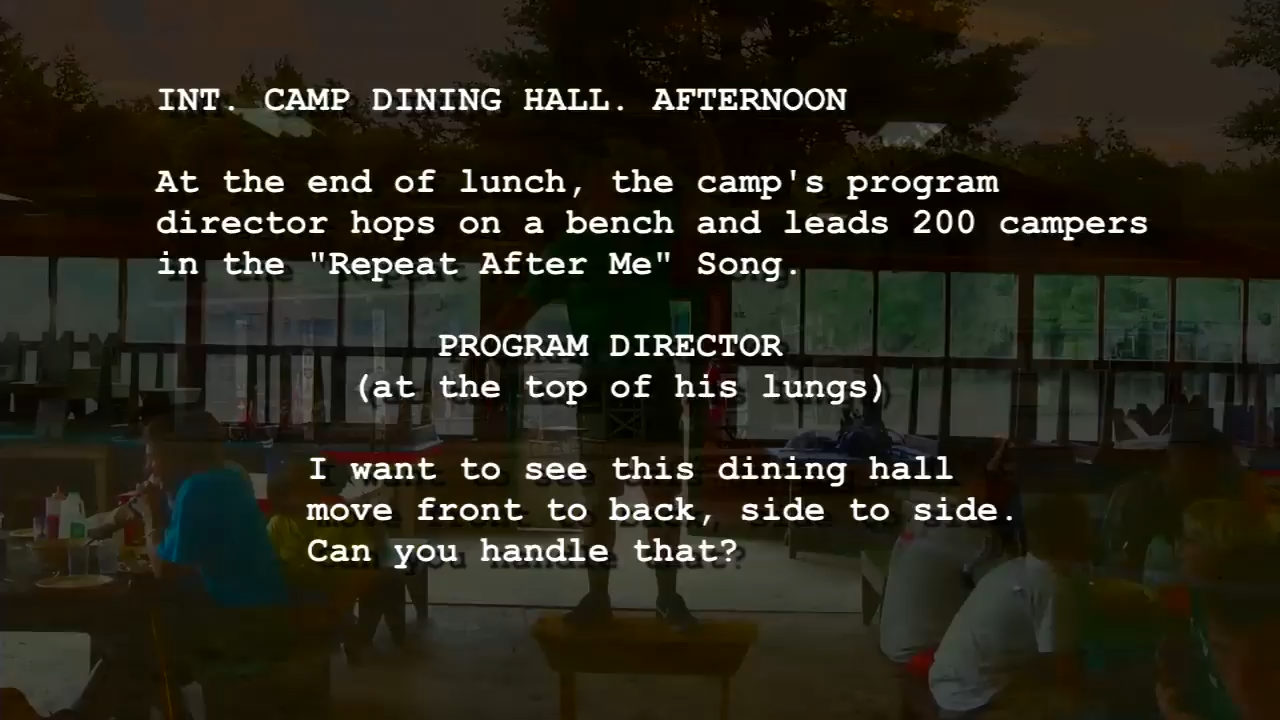 INT. CAMP DINING HALL. AFTERNOON
At the end of lunch, the camp's program
director hops on a bench and leads 200 campers
in the "Repeat After Me" Song.
PROGRAM DIRECTOR
(at the top of his lungs)
I want to see this dining hall
move front to back, side to side.
Can you handle that?